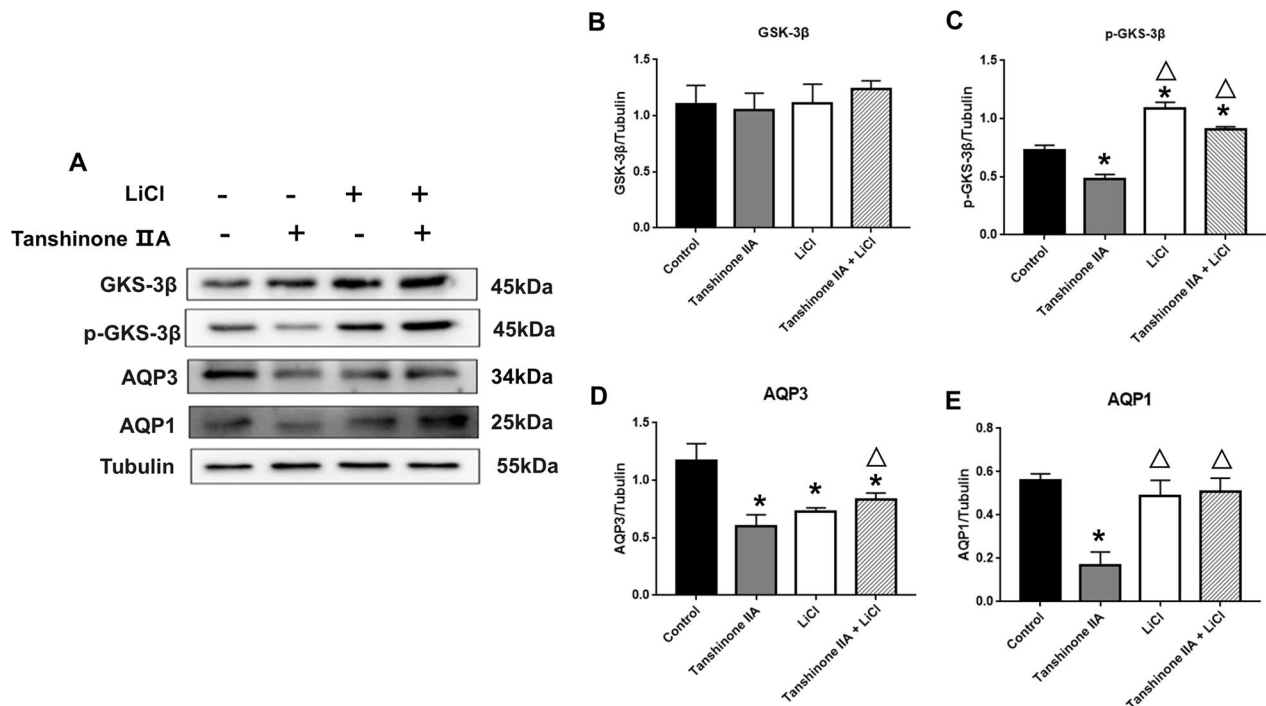 A
LiCl - - + +
Tanshinone IIA - + - +
GKS-3β 45kDa
p-GKS-3β 45kDa
AQP3 34kDa
AQP1 25kDa
Tubulin 55kDa
B
GSK-3β
GSK-3β/Tubulin
1.5
1.0
0.5
0.0
Control
Tanshinone IIA
LiCl
Tanshinone IIA + LiCl
C
p-GKS-3β
p-GKS-3β/Tubulin
1.5
1.0
0.5
0.0
* 
△
*
△
*
Control
Tanshinone IIA
LiCl
Tanshinone IIA + LiCl
D
AQP3
AQP3/Tubulin
1.5
1.0
0.5
0.0
*
*
△
*
Control
Tanshinone IIA
LiCl
Tanshinone IIA + LiCl
E
AQP1
AQP1/Tubulin
0.8
0.6
0.4
0.2
0.0
*
△
△
Control
Tanshinone IIA
LiCl
Tanshinone IIA + LiCl